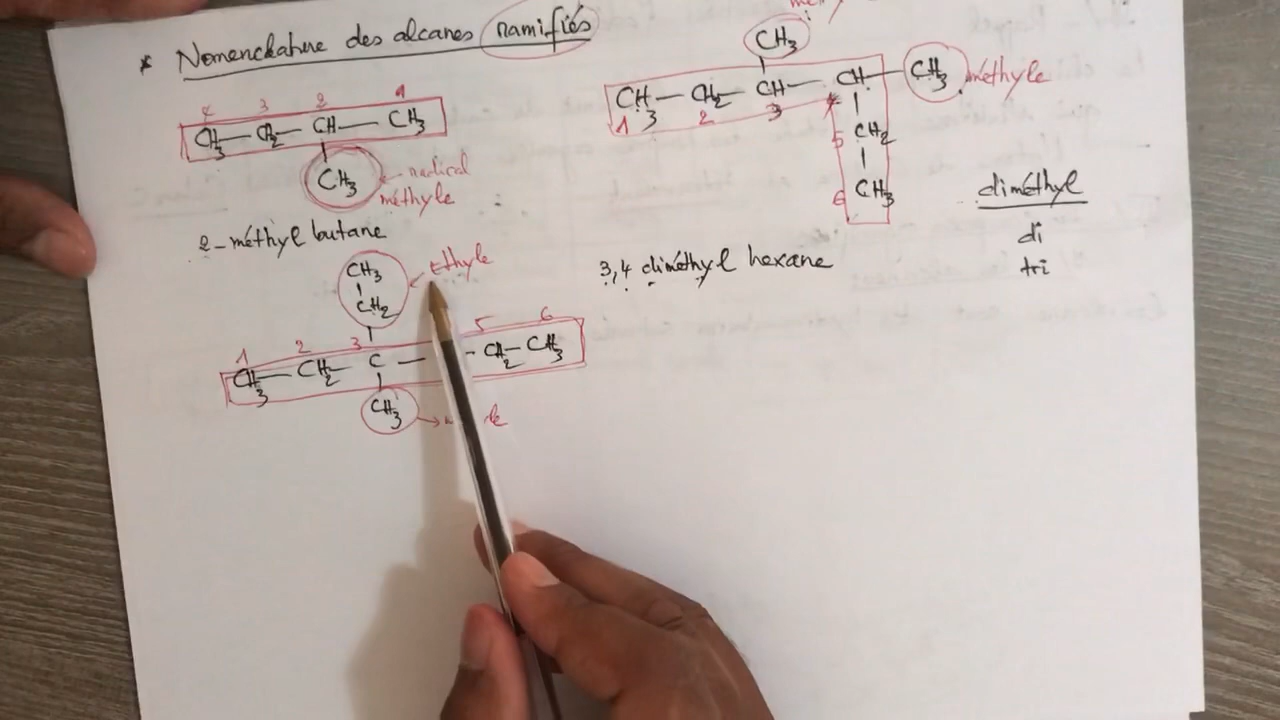 * Nomenclature des alcanes ramifiés
4 3 2 1
CH3 — CH2 — CH — CH3
CH3
radical
méthyle
2-méthyl butane
CH3
CH3 méthyle
CH3 — CH2 — CH — CH
1 2 3 4
5 CH2
6 CH3
3,4 diméthyl hexane
diméthyl
di
tri
CH3
CH2
Ethyle
1 2 3 5 6
CH3 — CH2 — C — CH2 — CH3
CH3